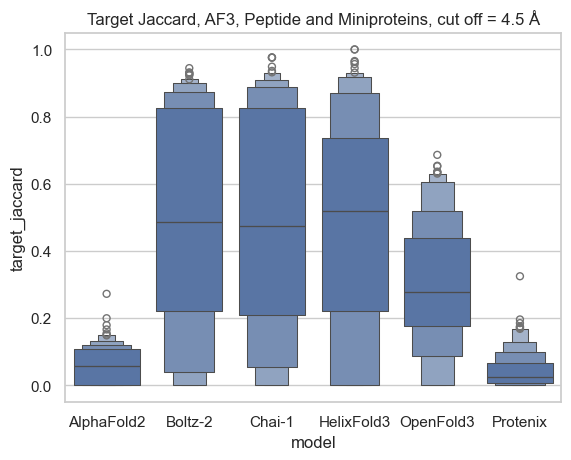 Target Jaccard, AF3, Peptide and Miniproteins, cut off = 4.5 Å
target_jaccard
1.0
0.8
0.6
0.4
0.2
0.0
AlphaFold2 Boltz-2 Chai-1 HelixFold3 OpenFold3 Protenix
model